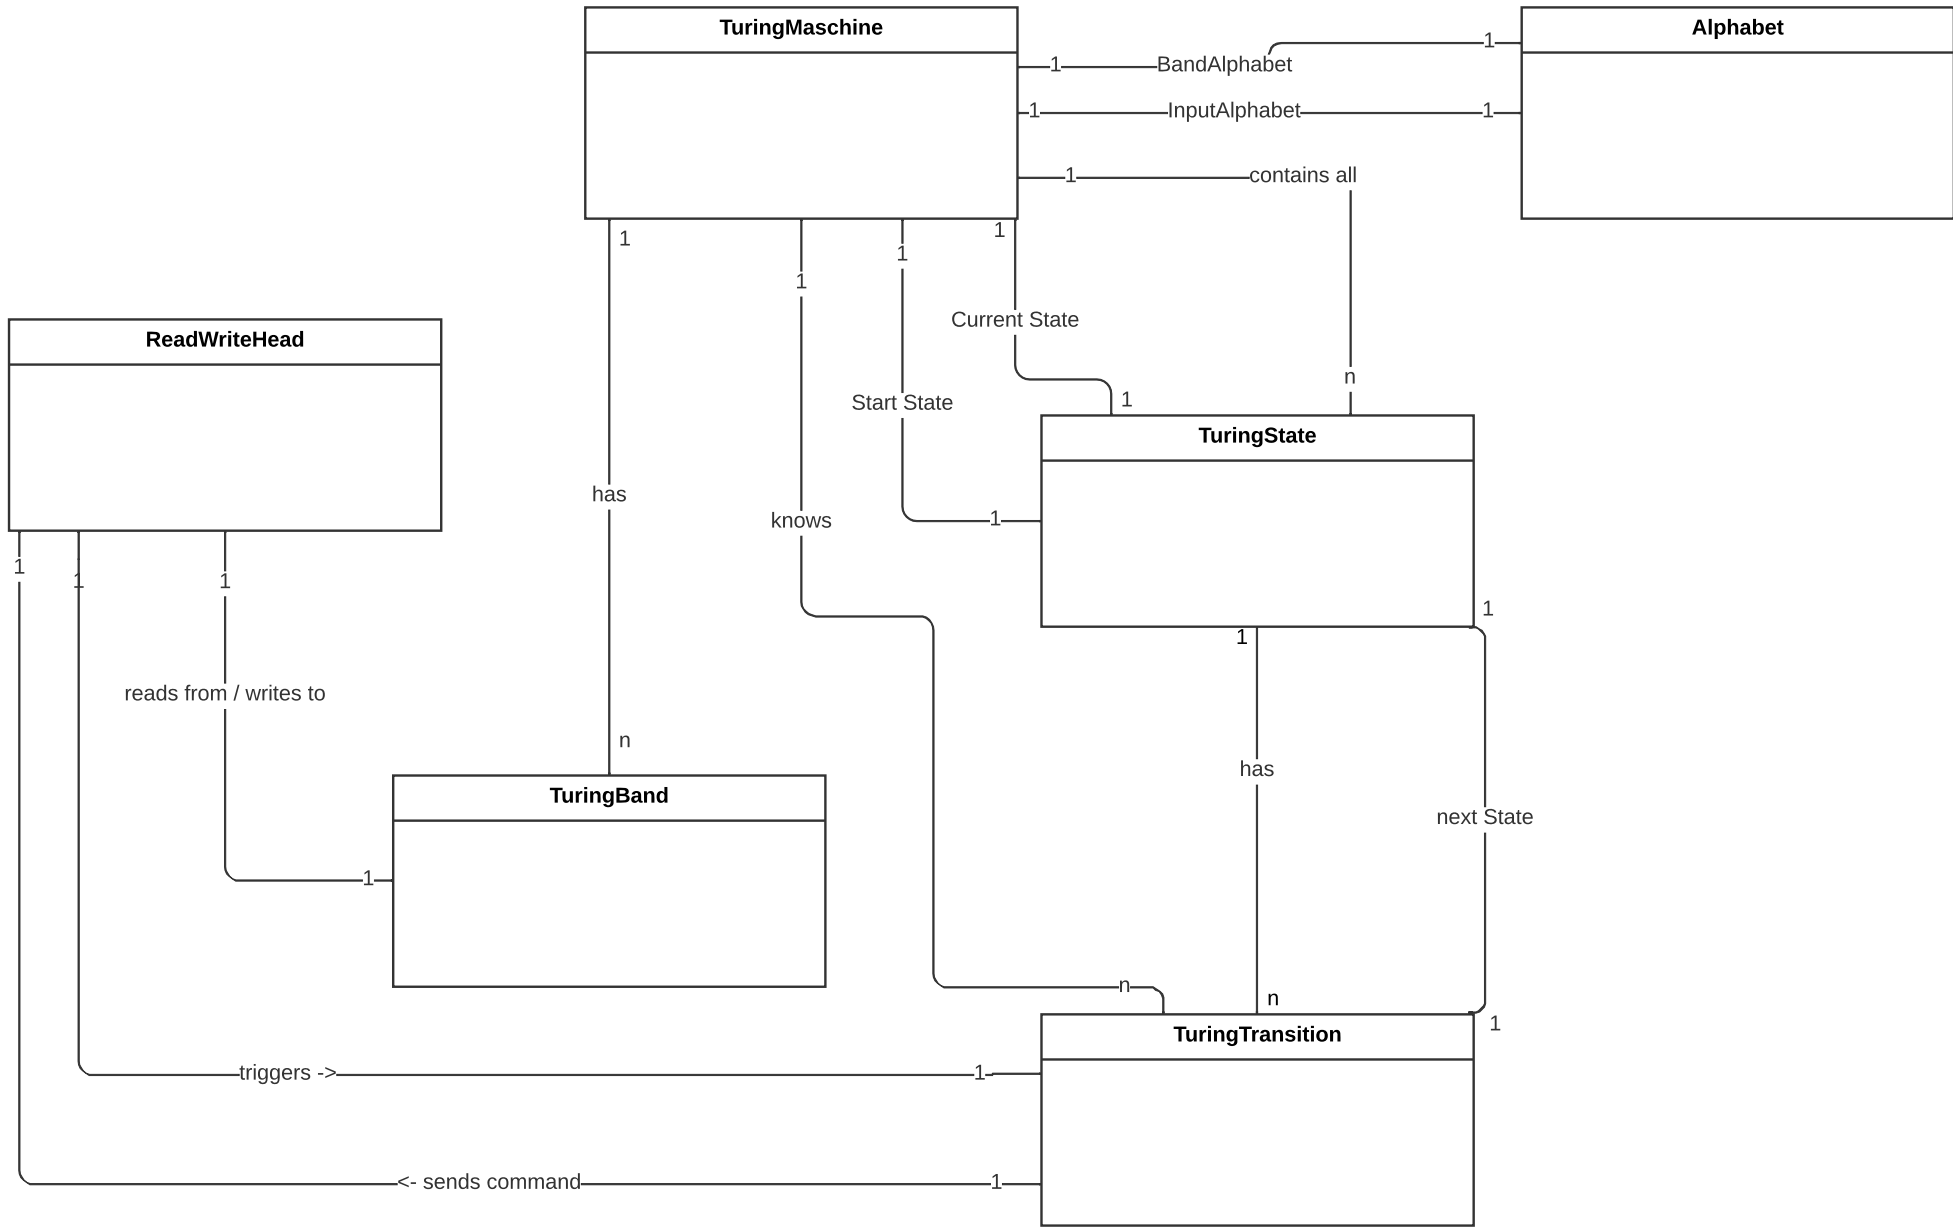 TuringMaschine
Alphabet
1
BandAlphabet
1
1
InputAlphabet
1
1
contains all
1
1
1
1
Current State
ReadWriteHead
n
Start State
1
TuringState
has
knows
1
1
1
1
1
1
reads from / writes to
n
has
TuringBand
next State
1
n
n
1
TuringTransition
triggers ->
1
<- sends command
1